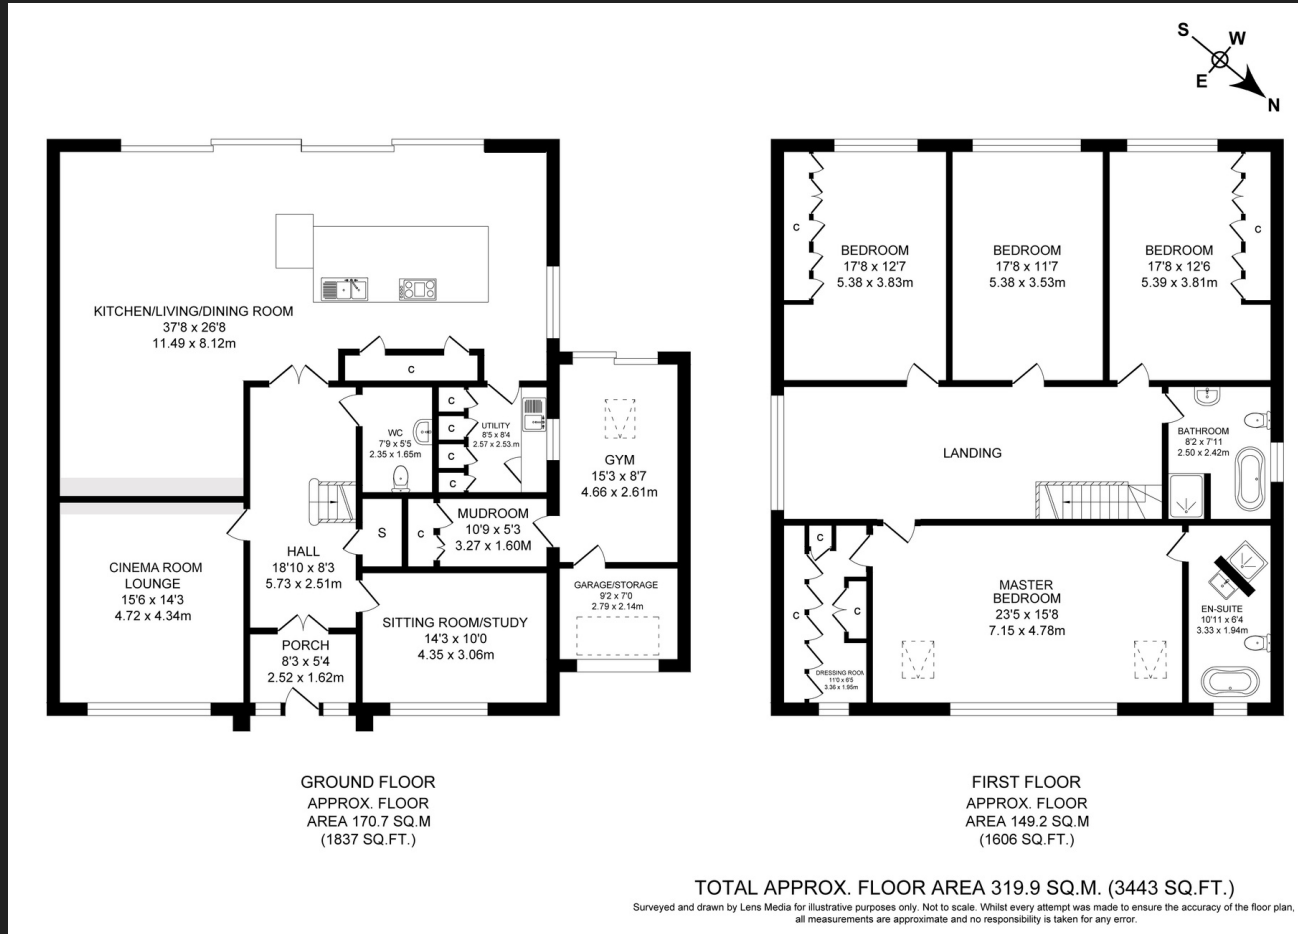 S
W
E
N
KITCHEN/LIVING/DINING ROOM
37'8 x 26'8
11.49 x 8.12m
C
C
C
C
C
WC
7'9 x 5'5
2.35 x 1.65m
UTILITY
8'5 x 8'4
2.57 x 2.53.m
GYM
15'3 x 8'7
4.66 x 2.61m
S
C
MUDROOM
10'9 x 5'3
3.27 x 1.60M
HALL
18'10 x 8'3
5.73 x 2.51m
CINEMA ROOM
LOUNGE
15'6 x 14'3
4.72 x 4.34m
GARAGE/STORAGE
9'2 x 7'0
2.79 x 2.14m
SITTING ROOM/STUDY
14'3 x 10'0
4.35 x 3.06m
PORCH
8'3 x 5'4
2.52 x 1.62m
GROUND FLOOR
APPROX. FLOOR
AREA 170.7 SQ.M
(1837 SQ.FT.)
C
BEDROOM
17'8 x 12'7
5.38 x 3.83m
BEDROOM
17'8 x 11'7
5.38 x 3.53m
BEDROOM
17'8 x 12'6
5.39 x 3.81m
C
LANDING
BATHROOM
8'2 x 7'11
2.50 x 2.42m
C
C
C
DRESSING ROOM
11'0 x 6'5
3.36 x 1.95m
MASTER
BEDROOM
23'5 x 15'8
7.15 x 4.78m
EN-SUITE
10'11 x 6'4
3.33 x 1.94m
FIRST FLOOR
APPROX. FLOOR
AREA 149.2 SQ.M
(1606 SQ.FT.)
TOTAL APPROX. FLOOR AREA 319.9 SQ.M. (3443 SQ.FT.)
Surveyed and drawn by Lens Media for illustrative purposes only. Not to scale. Whilst every attempt was made to ensure the accuracy of the floor plan,
all measurements are approximate and no responsibility is taken for any error.